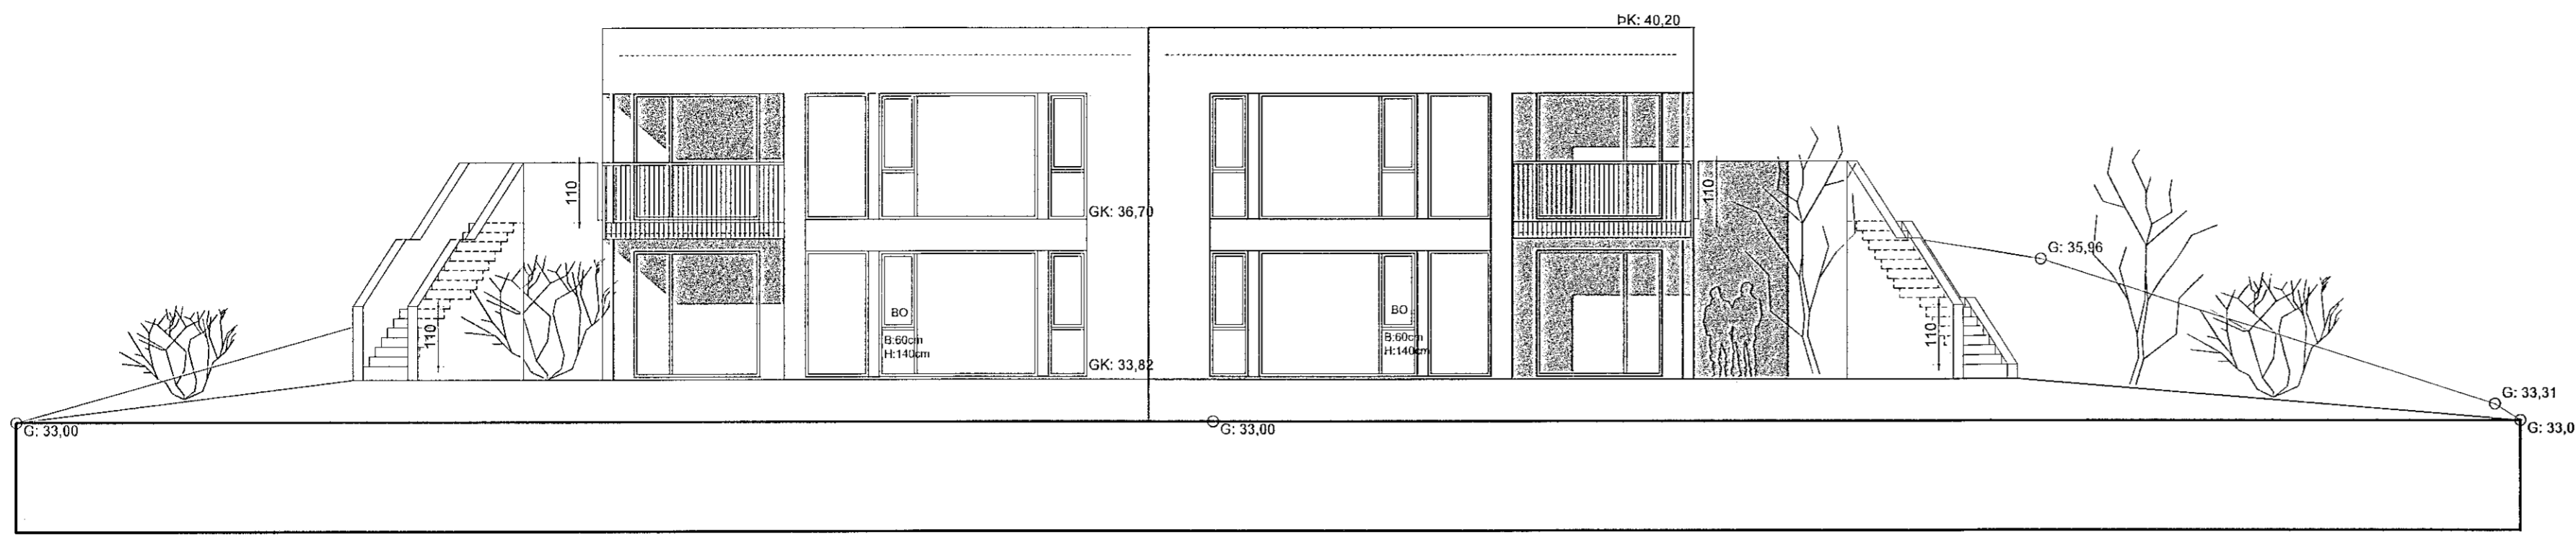 ÞK: 40,20
110
110
GK: 36,70
G: 35,96
BO
BO
110
110
B:60cm
H:140cm
B:60cm
H:140cm
GK: 33,82
G: 33,31
G: 33,00
G: 33,00
G: 33,0